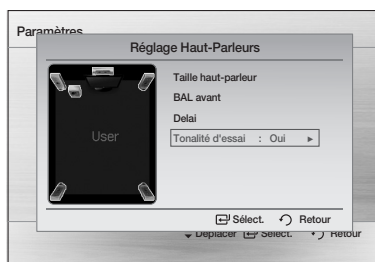 Paramètres
Réglage Haut-Parleurs
User
Taille haut-parleur
BAL avant
Delai
Tonalité d'essai : Oui ►
Sélect. Retour
Déplacer Sélect. Retour